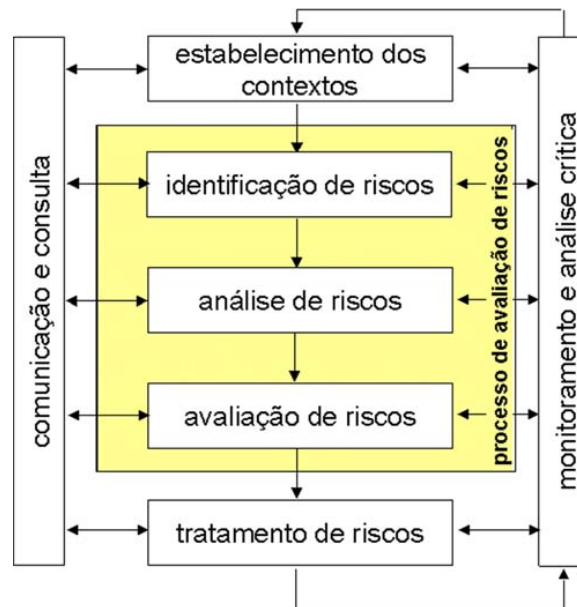 estabelecimento dos
contextos
comunicação e consulta
identificação de riscos
análise de riscos
avaliação de riscos
processo de avaliação de riscos
monitoramento e análise crítica
tratamento de riscos